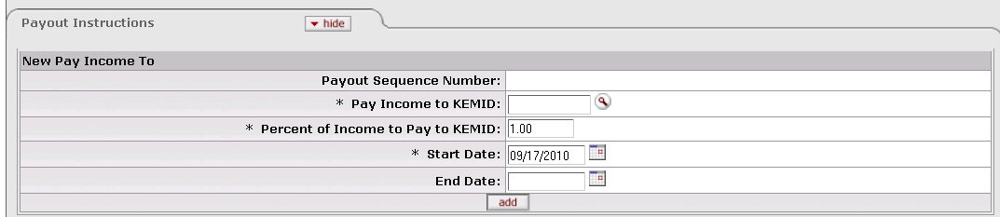 Payout Instructions ▼ hide
New Pay Income To
Payout Sequence Number:
* Pay Income to KEMID:
* Percent of Income to Pay to KEMID: 1.00
* Start Date: 09/17/2010
End Date:
add